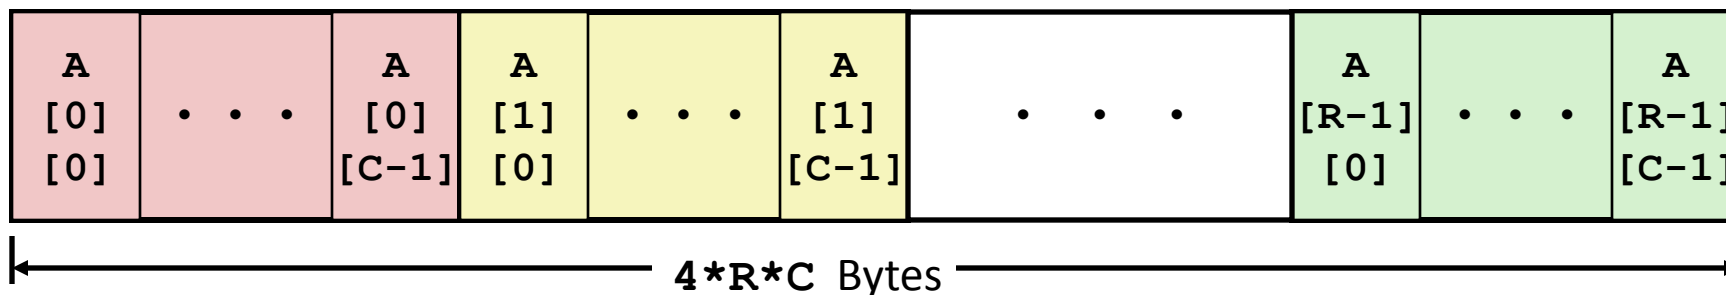 A A A A A A
[0] • • • [0] [1] • • • [1] • • • [R-1] • • • [R-1]
[0] [C-1] [0] [C-1] [0] [C-1]
4*R*C Bytes